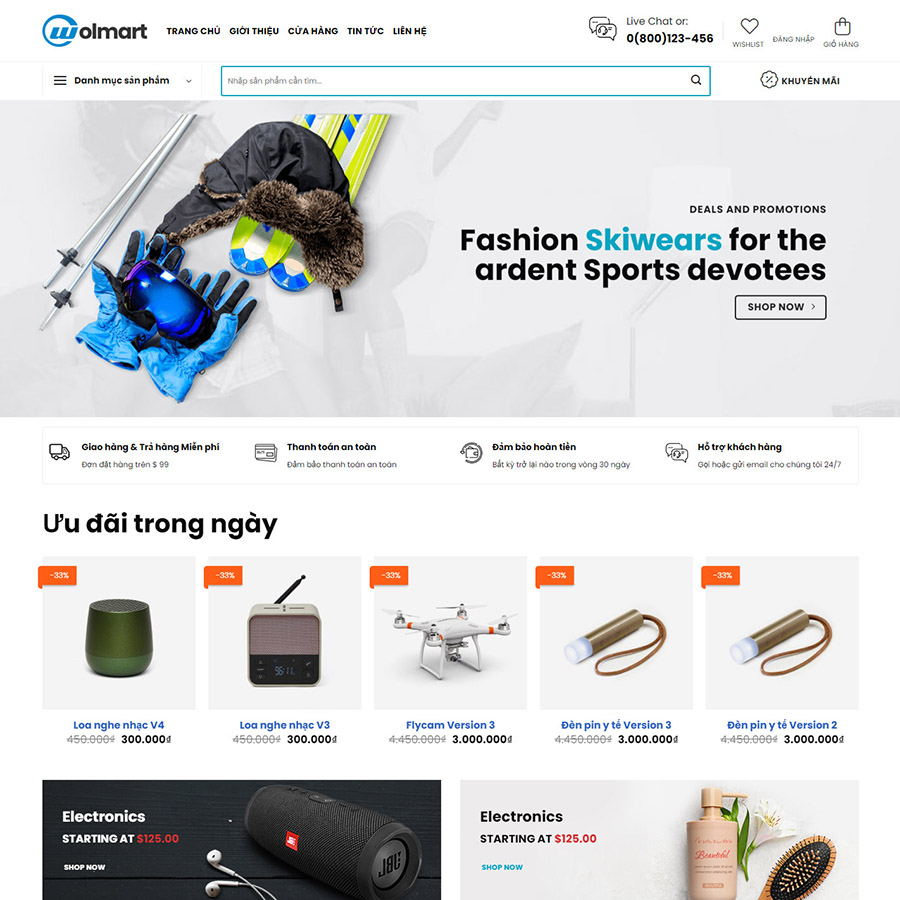 Wolmart
TRANG CHỦ GIỚI THIỆU CỬA HÀNG TIN TỨC LIÊN HỆ
Live Chat or:
0(800)123-456
WISHLIST
ĐĂNG NHẬP
GIỎ HÀNG
Danh mục sản phẩm
Nhập sản phẩm cần tìm...
KHUYẾN MÃI
DEALS AND PROMOTIONS
Fashion Skiwears for the
ardent Sports devotees
SHOP NOW
Giao hàng & Trả hàng Miễn phí
Đơn đặt hàng trên $ 99
Thanh toán an toàn
Đảm bảo thanh toán an toàn
Đảm bảo hoàn tiền
Bất kỳ trở lại nào trong vòng 30 ngày
Hỗ trợ khách hàng
Gọi hoặc gửi email cho chúng tôi 24/7
Ưu đãi trong ngày
-33% -33% -33% -33% -33%
96:11
Loa nghe nhạc V4
450.000₫ 300.000₫
Loa nghe nhạc V3
450.000₫ 300.000₫
Flycam Version 3
4.450.000₫ 3.000.000₫
Đèn pin y tế Version 3
4.450.000₫ 3.000.000₫
Đèn pin y tế Version 2
4.450.000₫ 3.000.000₫
Electronics
STARTING AT $125.00
SHOP NOW
JBL
JBL
Electronics
STARTING AT $125.00
SHOP NOW
Beautiful